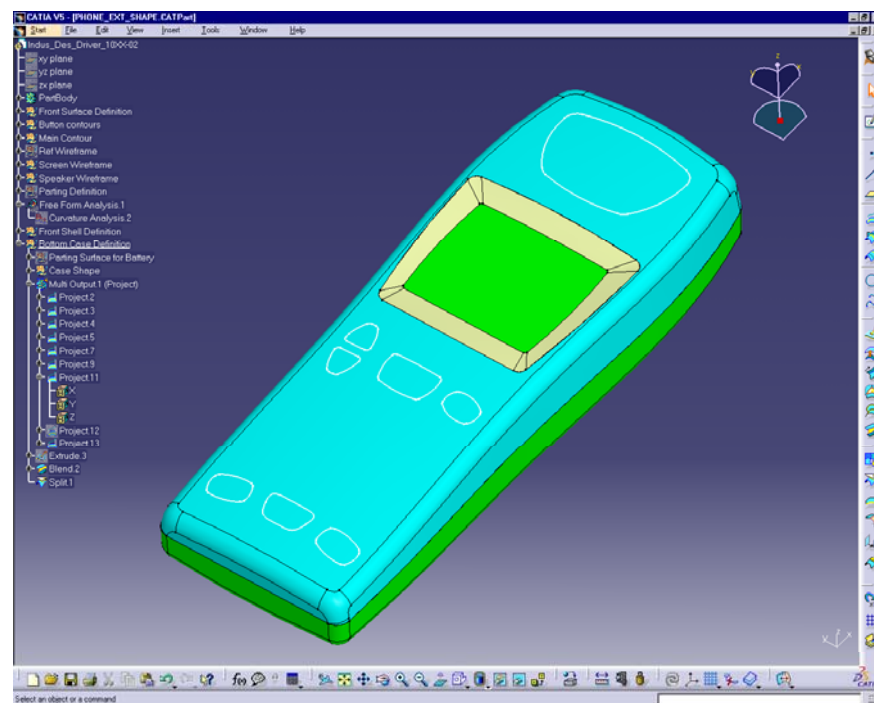 CATIA V5 - [PHONE_EXT_SHAPE.CATPart]
Start File Edit View Insert Tools Window Help
Indus_Des_Driver_10XX-02
xy plane
yz plane
zx plane
PartBody
Front Surface Definition
Button contours
Main Contour
Ref Wireframe
Screen Wireframe
Speaker Wireframe
Parting Definition
Free Form Analysis.1
Curvature Analysis.2
Front Shell Definition
Bottom Case Definition
Parting Surface for Battery
Case Shape
Multi Output.1 (Project)
Project.2
Project.3
Project.4
Project.5
Project.7
Project.9
Project.11
X
Y
Z
Project.12
Project.13
Extrude.3
Blend.2
Split.1
z
Select an object or a command